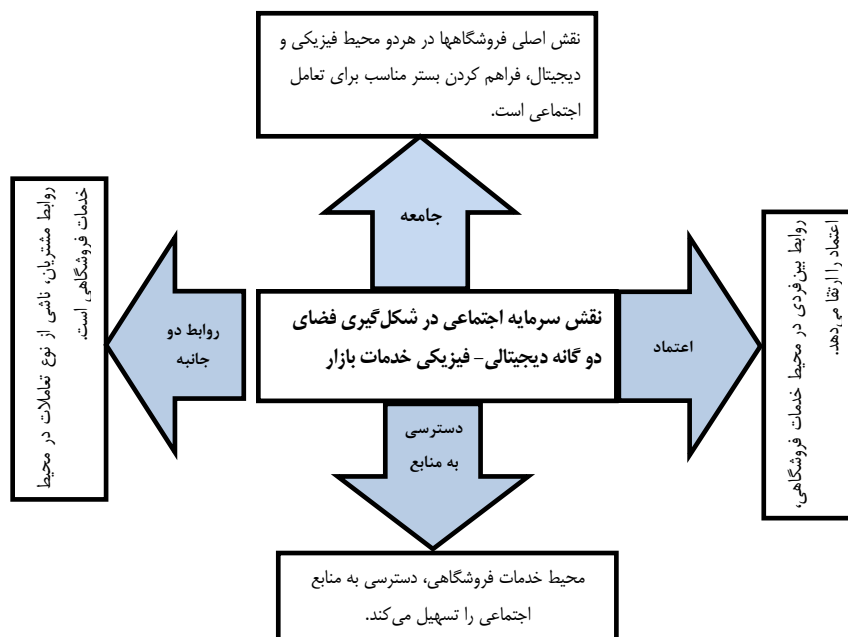 نقش اصلی فروشگاهها در هردو محیط فیزیکی و
دیجیتال، فراهم کردن بستر مناسب برای تعامل
اجتماعی است.
جامعه
روابط بین‌فردی در محیط خدمات فروشگاهی،
اعتماد را ارتقا می‌دهد.
اعتماد
نقش سرمایه اجتماعی در شکل‌گیری فضای
دو گانه دیجیتالی- فیزیکی خدمات بازار
روابط دو
جانبه
روابط مشتریان، ناشی از نوع تعاملات در محیط
خدمات فروشگاهی است.
دسترسی
به منابع
محیط خدمات فروشگاهی، دسترسی به منابع
اجتماعی را تسهیل می‌کند.